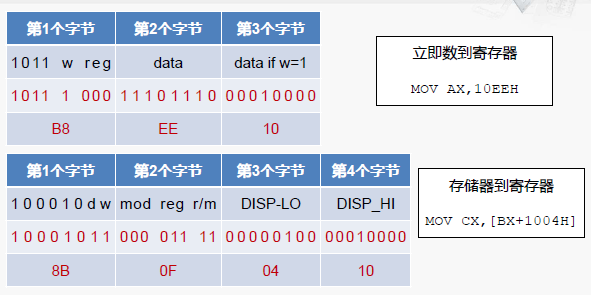 第1个字节 第2个字节 第3个字节
1011 w reg data data if w=1
1011 1 000 11101110 00010000
B8 EE 10
立即数到寄存器
MOV AX,10EEH
第1个字节 第2个字节 第3个字节 第4个字节
100010dw mod reg r/m DISP-LO DISP_HI
10001011 000 011 11 00000100 00010000
8B 0F 04 10
存储器到寄存器
MOV CX,[BX+1004H]